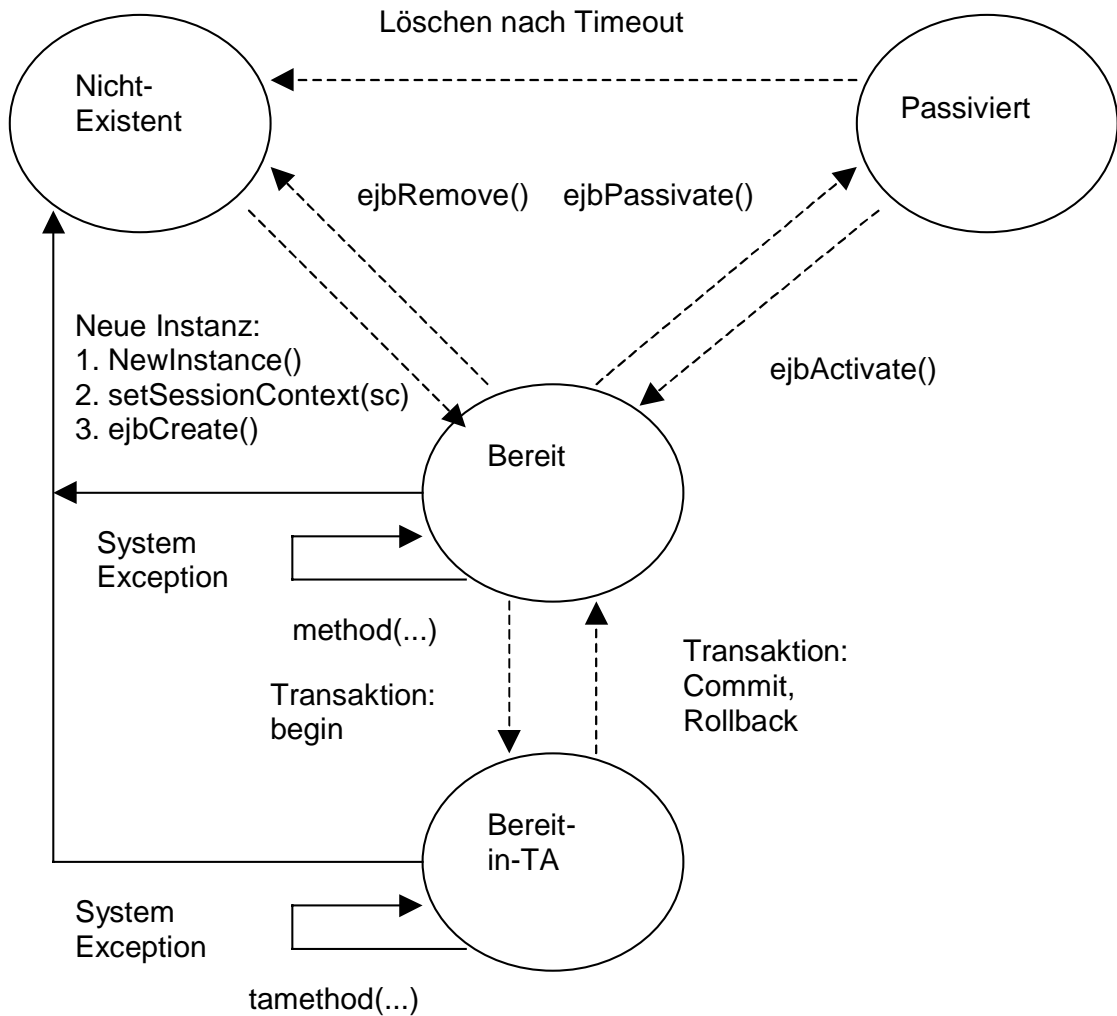 Löschen nach Timeout
Nicht-
Existent
Passiviert
ejbRemove()
ejbPassivate()
Neue Instanz:
1. NewInstance()
2. setSessionContext(sc)
3. ejbCreate()
ejbActivate()
Bereit
System
Exception
method(...)
Transaktion:
begin
Transaktion:
Commit,
Rollback
Bereit-
in-TA
System
Exception
tamethod(...)